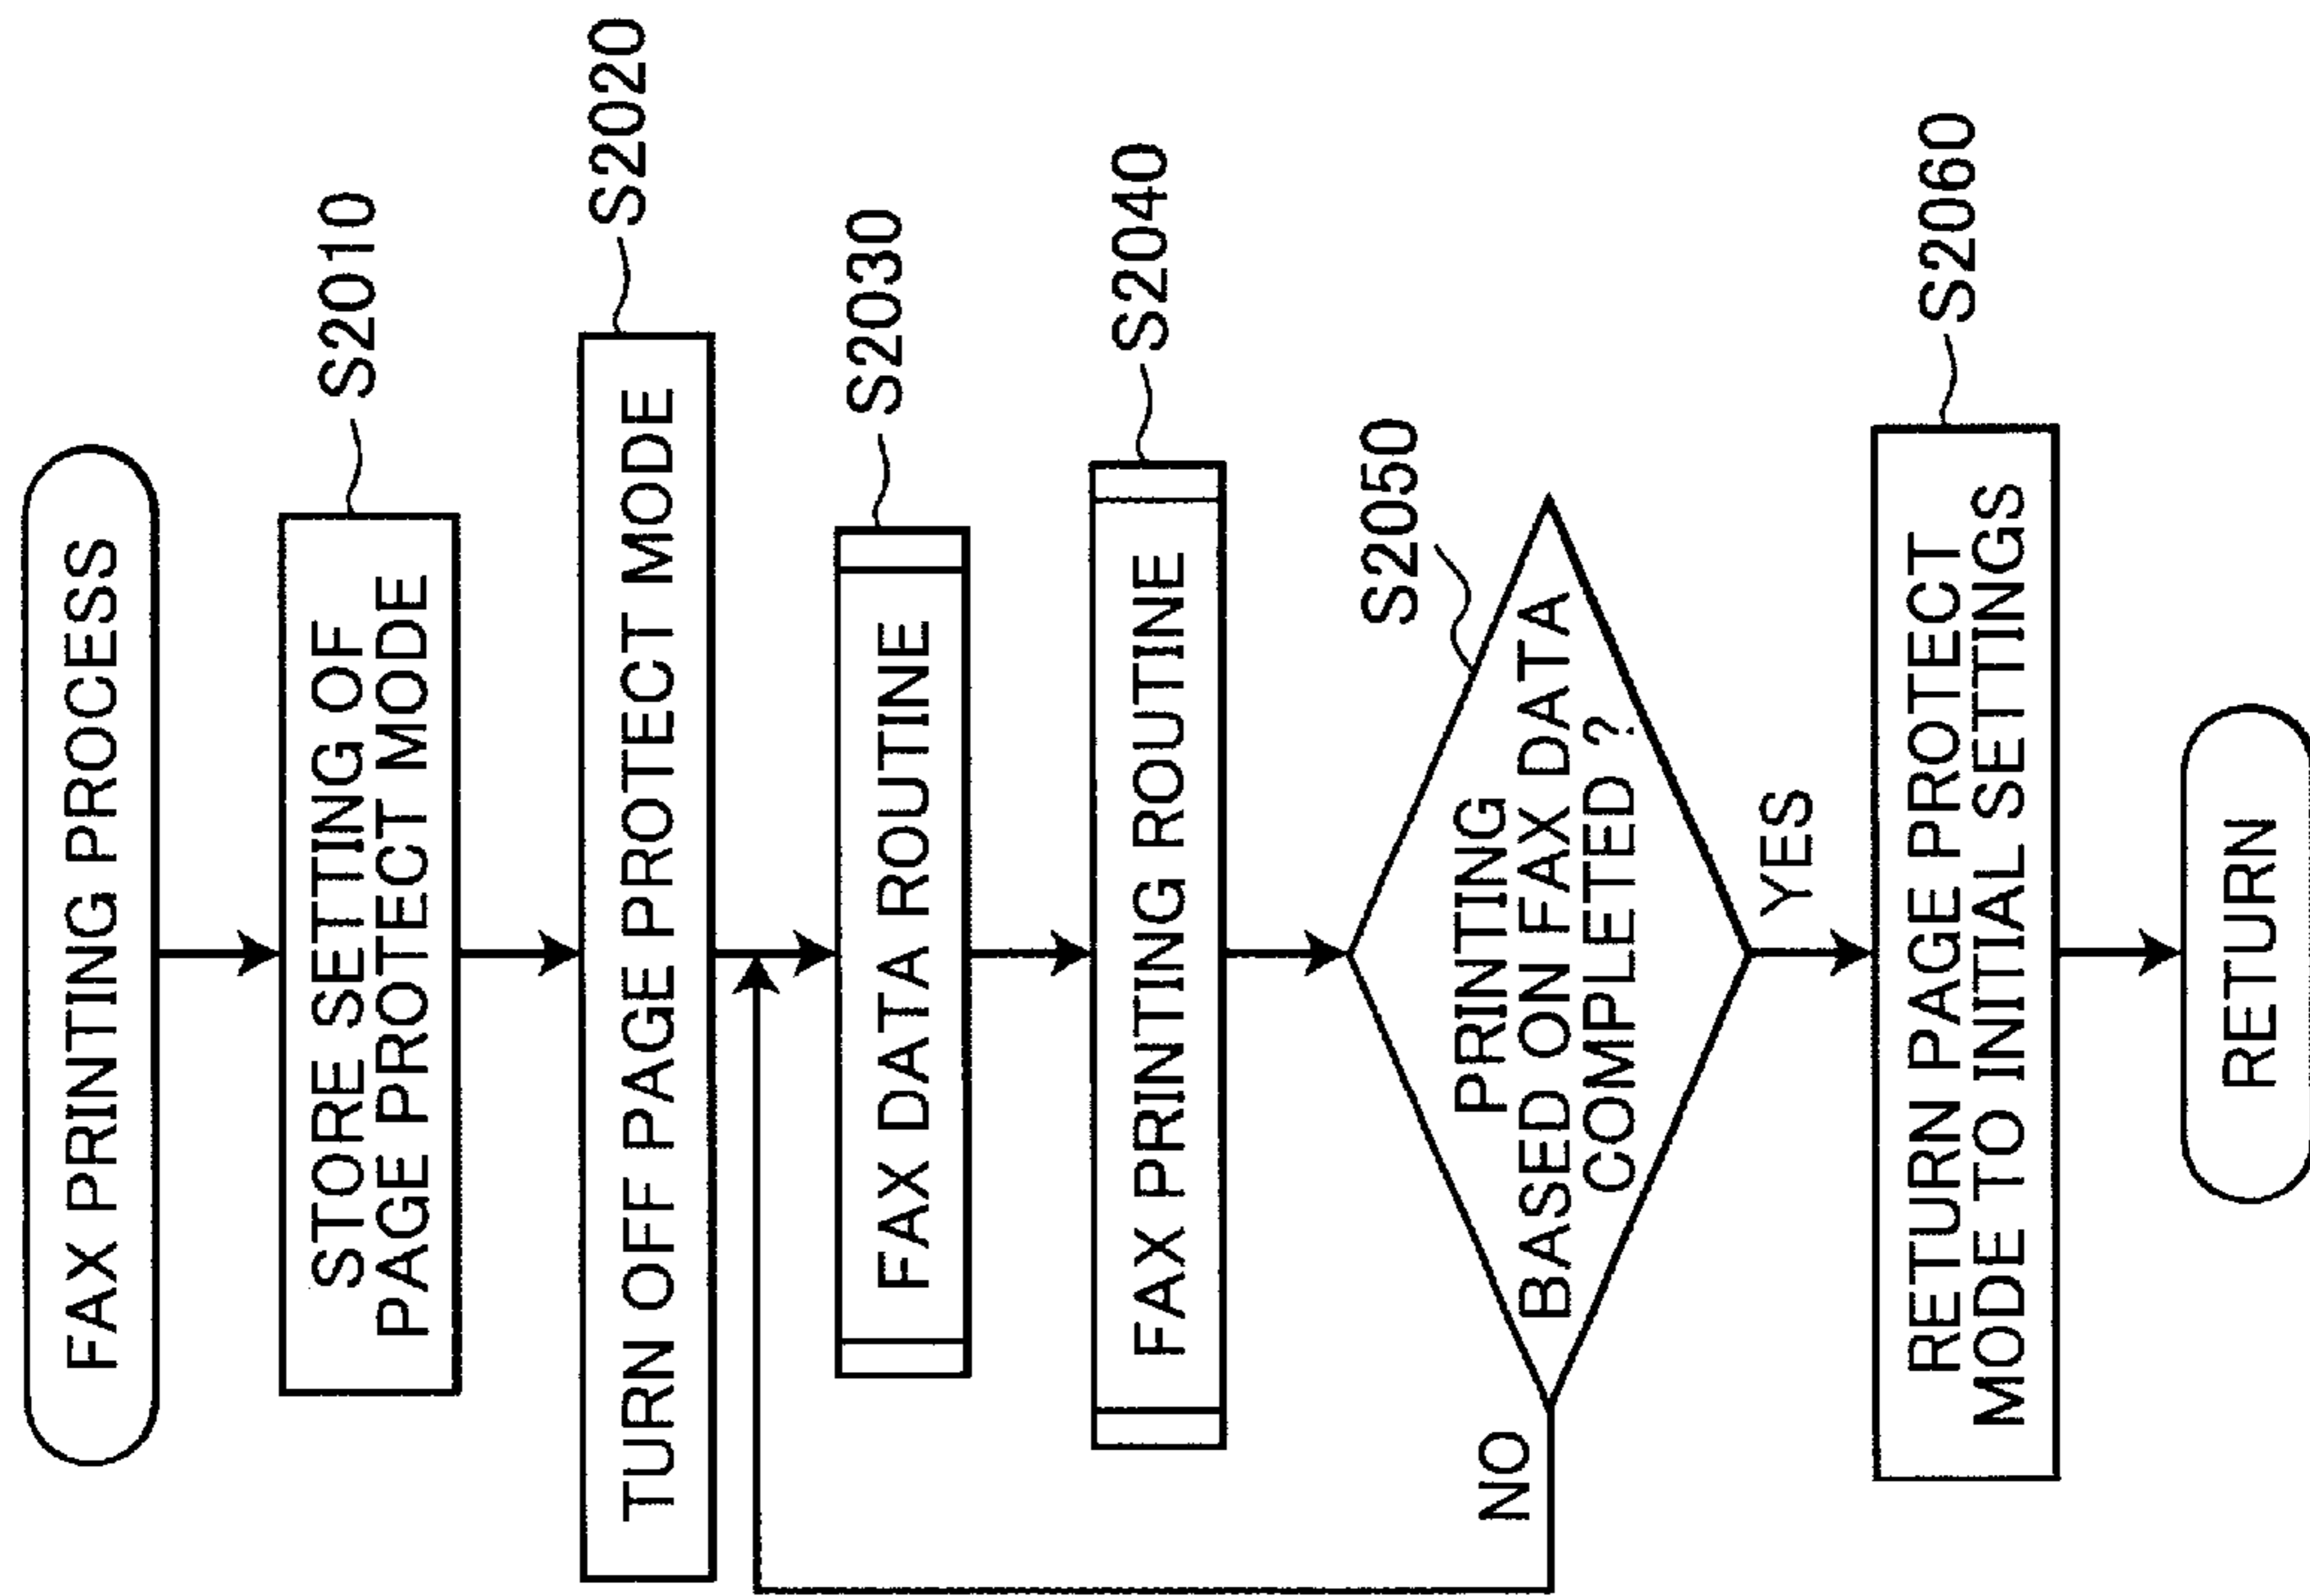 FAX PRINTING PROCESS
STORE SETTING OF
PAGE PROTECT MODE
S2010
TURN OFF PAGE PROTECT MODE
S2020
FAX DATA ROUTINE
S2030
FAX PRINTING ROUTINE
S2040
PRINTING
BASED ON FAX DATA
COMPLETED ?
S2050
NO
YES
RETURN PAGE PROTECT
MODE TO INITIAL SETTINGS
S2060
RETURN